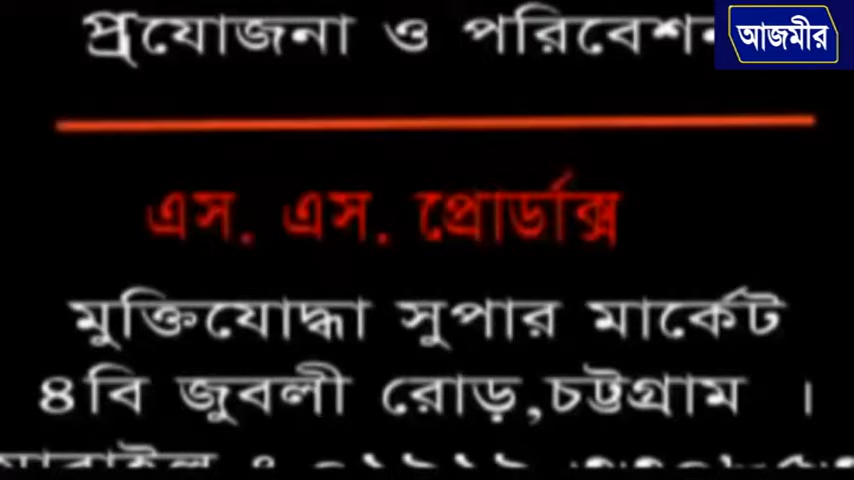 প্রযোজনা ও পরিবেশন
আজমীর
এস. এস. প্রোর্ডাক্স
মুক্তিযোদ্ধা সুপার মার্কেট
৪বি জুবলী রোড়,চট্টগ্রাম ।